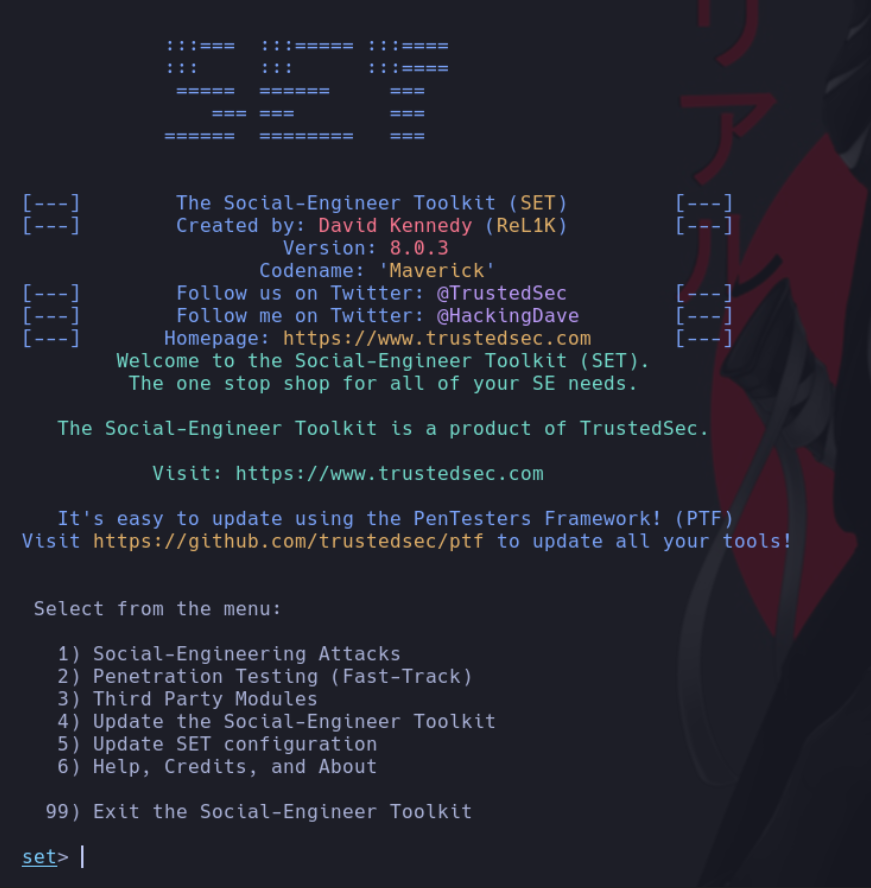 :::===  :::===== :::====
:::     :::      :::====
 =====  ======     ===
    === ===        ===
======  ========   ===
[---]        The Social-Engineer Toolkit (SET)         [---]
[---]        Created by: David Kennedy (ReL1K)         [---]
Version: 8.0.3
Codename: 'Maverick'
[---]        Follow us on Twitter: @TrustedSec         [---]
[---]        Follow me on Twitter: @HackingDave        [---]
[---]       Homepage: https://www.trustedsec.com       [---]
Welcome to the Social-Engineer Toolkit (SET).
The one stop shop for all of your SE needs.
The Social-Engineer Toolkit is a product of TrustedSec.
Visit: https://www.trustedsec.com
It's easy to update using the PenTesters Framework! (PTF)
Visit https://github.com/trustedsec/ptf to update all your tools!
Select from the menu:
1) Social-Engineering Attacks
2) Penetration Testing (Fast-Track)
3) Third Party Modules
4) Update the Social-Engineer Toolkit
5) Update SET configuration
6) Help, Credits, and About
99) Exit the Social-Engineer Toolkit
set>
リアル